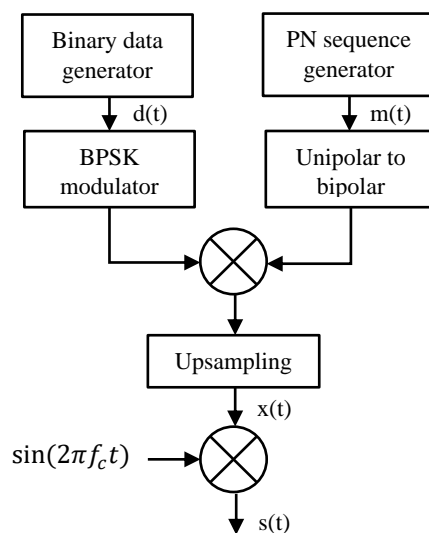 Binary data
generator
PN sequence
generator
d(t)
m(t)
BPSK
modulator
Unipolar to
bipolar
Upsampling
x(t)
sin(2πf_c t)
s(t)